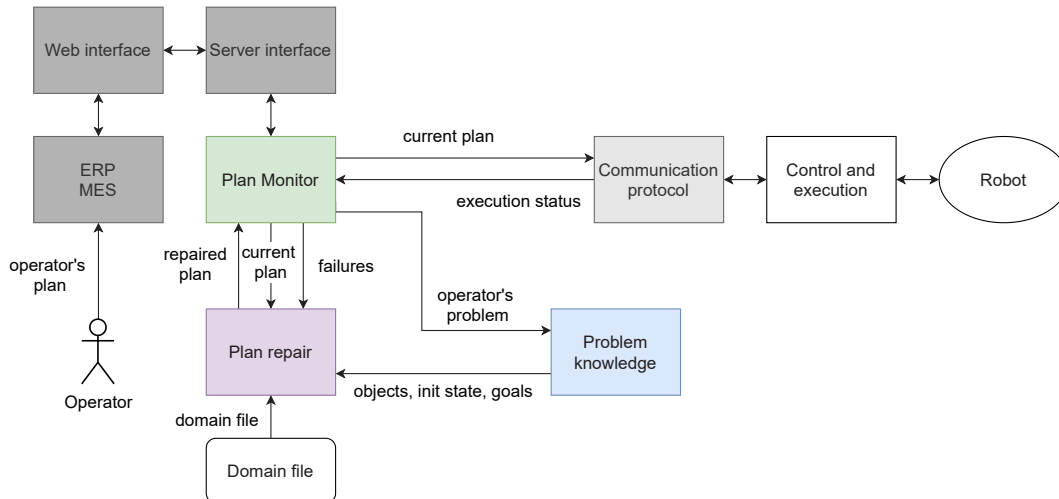 Web interface
Server interface
ERP
MES
Plan Monitor
current plan
execution status
Communication
protocol
Control and
execution
Robot
operator's
plan
repaired
plan
current
plan
failures
operator's
problem
Operator
Plan repair
Problem
knowledge
objects, init state, goals
domain file
Domain file